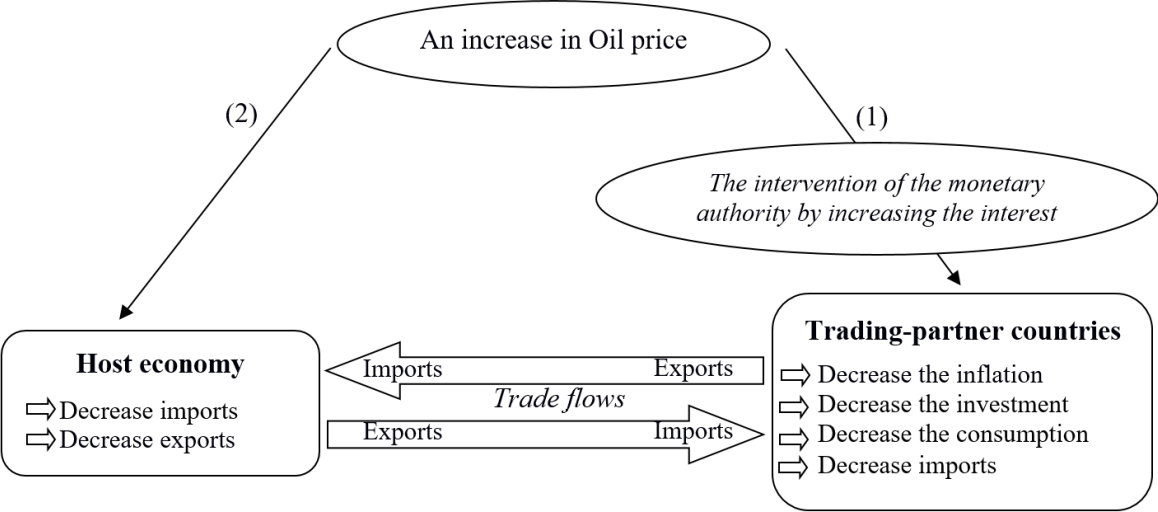 An increase in Oil price
(2)
(1)
The intervention of the monetary
authority by increasing the interest
Host economy
Decrease imports
Decrease exports
Imports
Exports
Trade flows
Exports
Imports
Trading-partner countries
Decrease the inflation
Decrease the investment
Decrease the consumption
Decrease imports